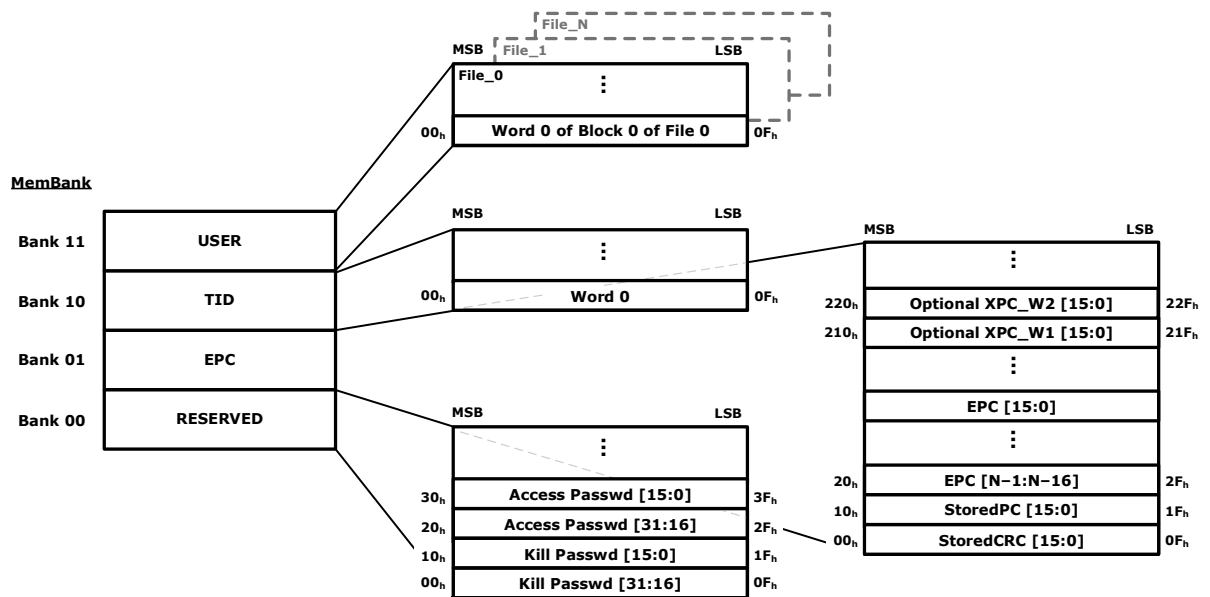 File_N
File_1
MSB LSB
File_0
⋮
00h Word 0 of Block 0 of File 0 0Fh
MemBank
Bank 11 USER
Bank 10 TID
Bank 01 EPC
Bank 00 RESERVED
MSB LSB
⋮
00h Word 0 0Fh
MSB LSB
⋮
30h Access Passwd [15:0] 3Fh
20h Access Passwd [31:16] 2Fh
10h Kill Passwd [15:0] 1Fh
00h Kill Passwd [31:16] 0Fh
MSB LSB
⋮
220h Optional XPC_W2 [15:0] 22Fh
210h Optional XPC_W1 [15:0] 21Fh
⋮
EPC [15:0]
⋮
20h EPC [N−1:N−16] 2Fh
10h StoredPC [15:0] 1Fh
00h StoredCRC [15:0] 0Fh